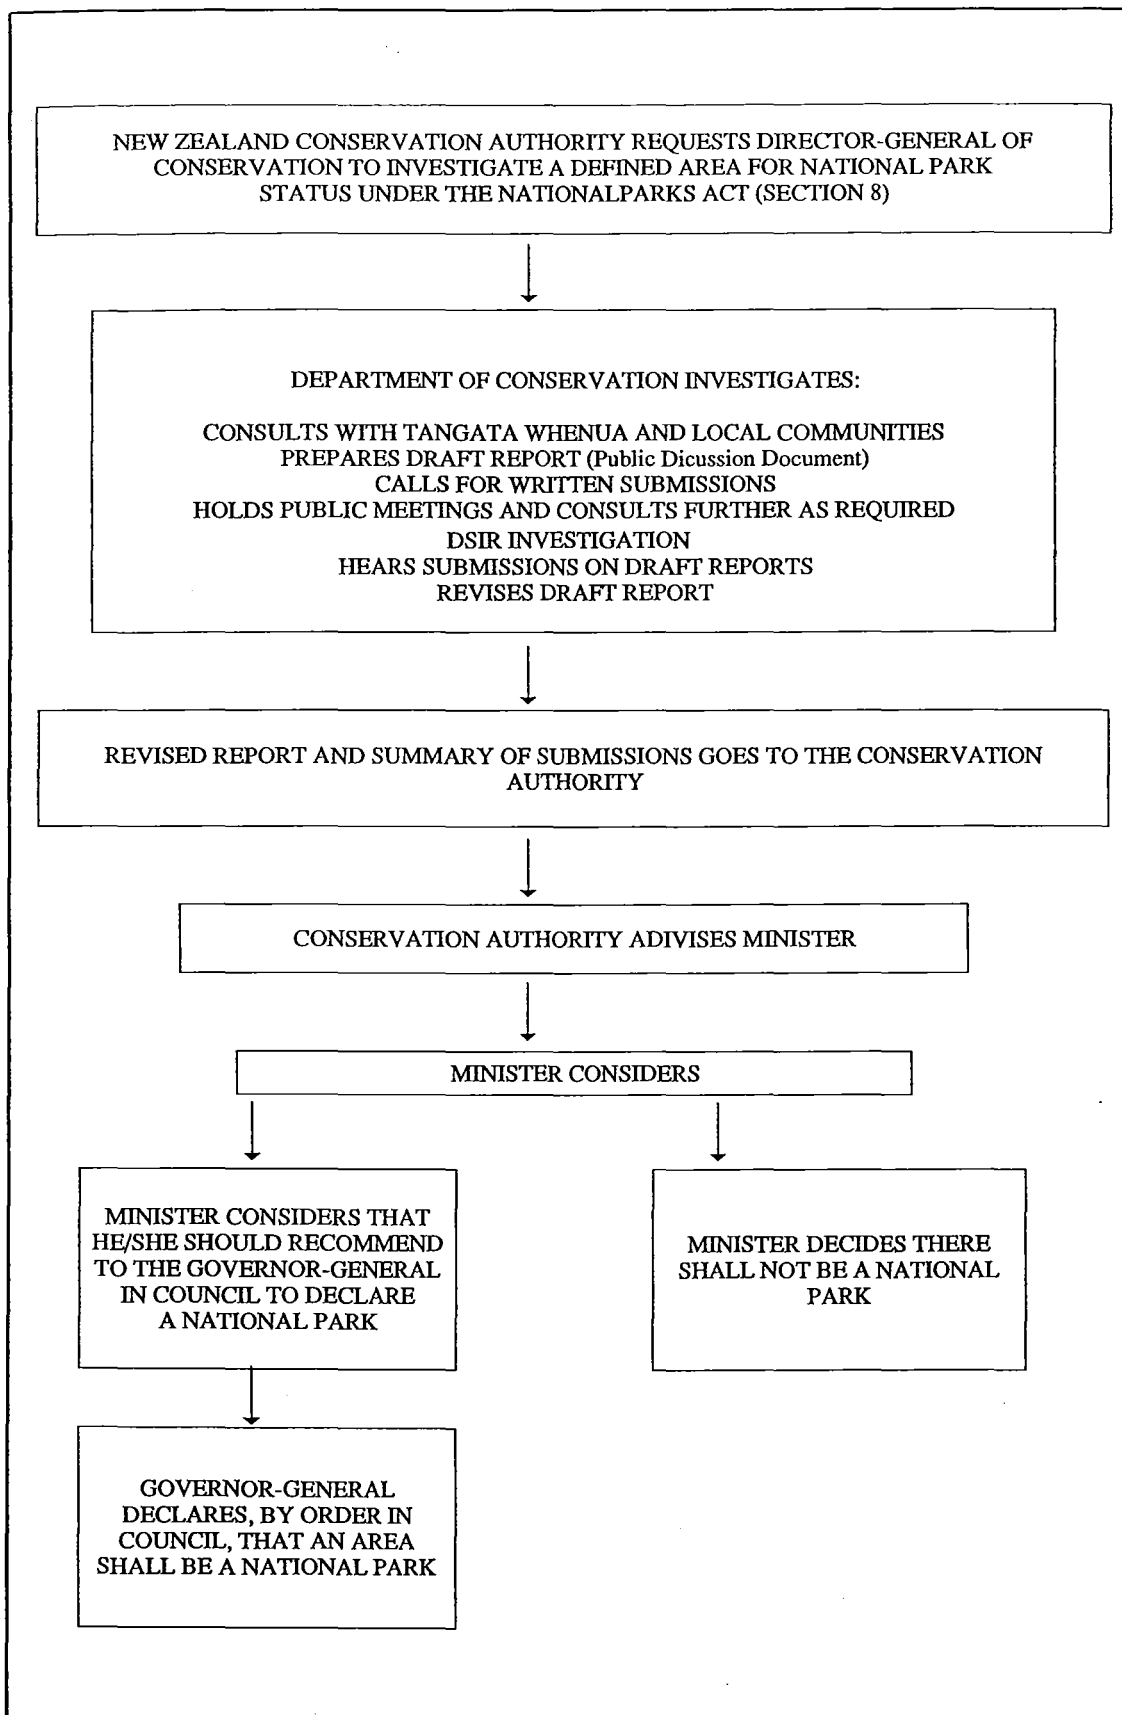 NEW ZEALAND CONSERVATION AUTHORITY REQUESTS DIRECTOR-GENERAL OF
CONSERVATION TO INVESTIGATE A DEFINED AREA FOR NATIONAL PARK
STATUS UNDER THE NATIONALPARKS ACT (SECTION 8)
DEPARTMENT OF CONSERVATION INVESTIGATES:
CONSULTS WITH TANGATA WHENUA AND LOCAL COMMUNITIES
PREPARES DRAFT REPORT (Public Dicussion Document)
CALLS FOR WRITTEN SUBMISSIONS
HOLDS PUBLIC MEETINGS AND CONSULTS FURTHER AS REQUIRED
DSIR INVESTIGATION
HEARS SUBMISSIONS ON DRAFT REPORTS
REVISES DRAFT REPORT
REVISED REPORT AND SUMMARY OF SUBMISSIONS GOES TO THE CONSERVATION
AUTHORITY
CONSERVATION AUTHORITY ADIVISES MINISTER
MINISTER CONSIDERS
MINISTER CONSIDERS THAT
HE/SHE SHOULD RECOMMEND
TO THE GOVERNOR-GENERAL
IN COUNCIL TO DECLARE
A NATIONAL PARK
MINISTER DECIDES THERE
SHALL NOT BE A NATIONAL
PARK
GOVERNOR-GENERAL
DECLARES, BY ORDER IN
COUNCIL, THAT AN AREA
SHALL BE A NATIONAL PARK